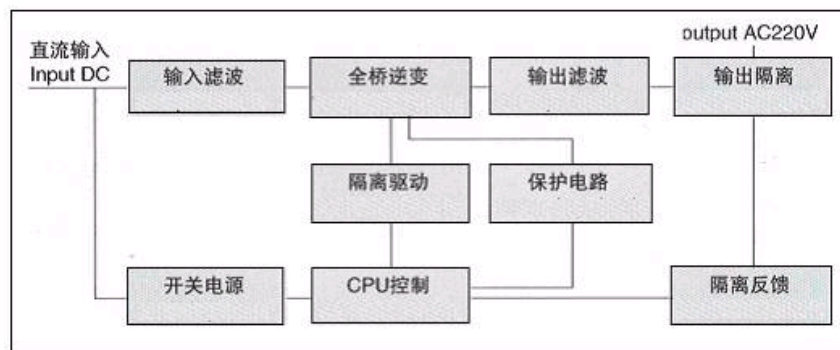 直流输入
Input DC
output AC220V
输入滤波
全桥逆变
输出滤波
输出隔离
隔离驱动
保护电路
开关电源
CPU控制
隔离反馈